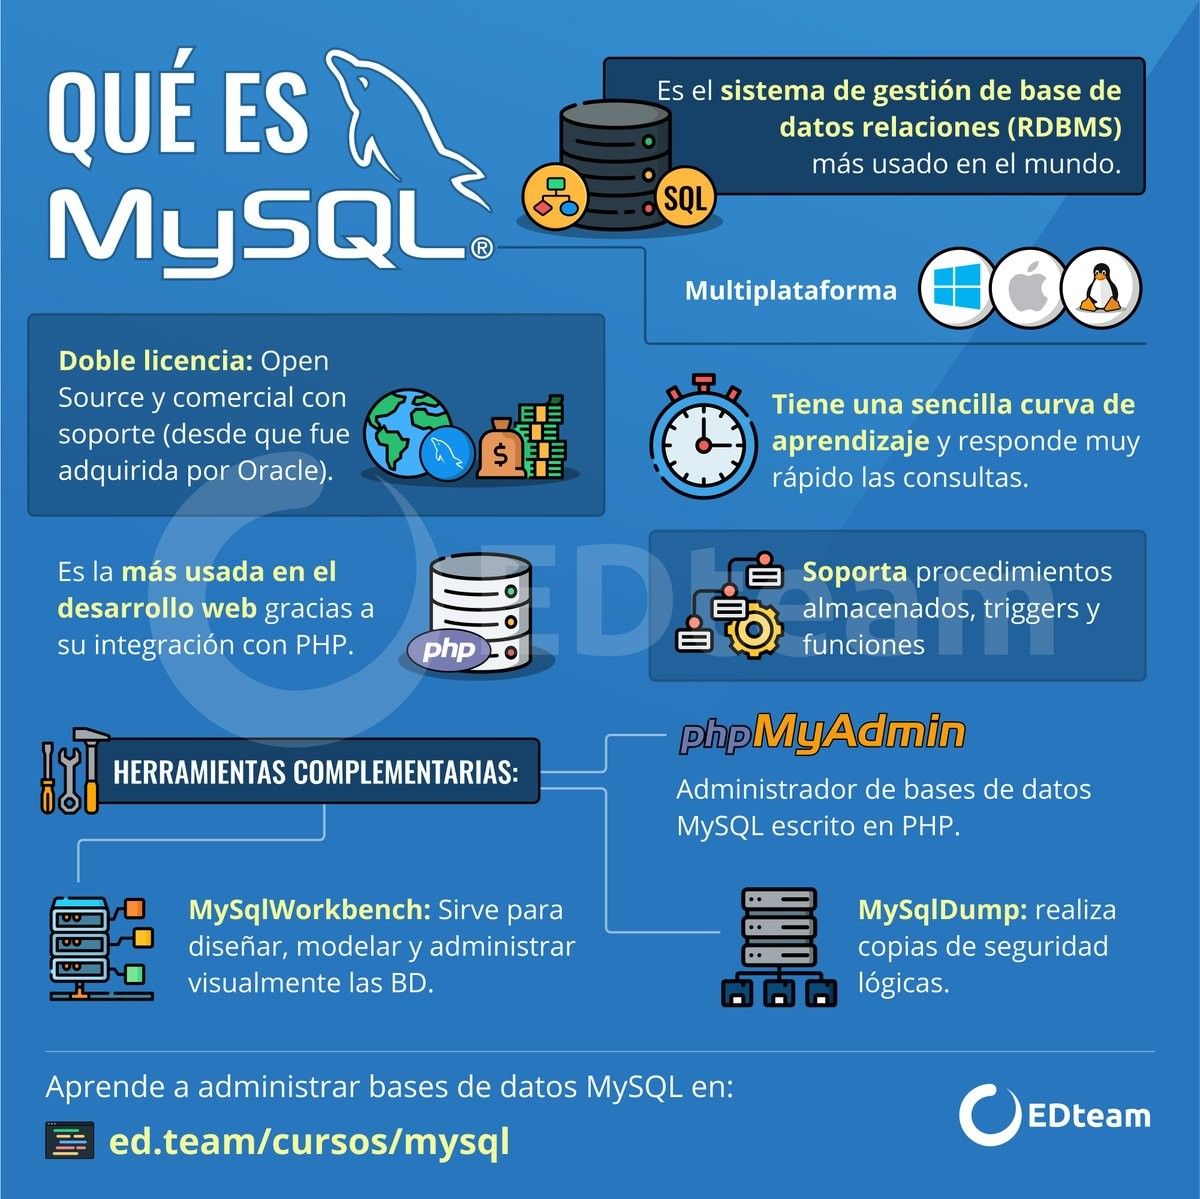 QUÉ ES
MySQL®
Es el sistema de gestión de base de
datos relaciones (RDBMS)
más usado en el mundo.
SQL
Multiplataforma
Doble licencia: Open
Source y comercial con
soporte (desde que fue
adquirida por Oracle).
$
Tiene una sencilla curva de
aprendizaje y responde muy
rápido las consultas.
Es la más usada en el
desarrollo web gracias a
su integración con PHP.
php
Soporta procedimientos
almacenados, triggers y
funciones
EDteam
HERRAMIENTAS COMPLEMENTARIAS:
phpMyAdmin
Administrador de bases de datos
MySQL escrito en PHP.
MySqlWorkbench: Sirve para
diseñar, modelar y administrar
visualmente las BD.
MySqlDump: realiza
copias de seguridad
lógicas.
Aprende a administrar bases de datos MySQL en:
ed.team/cursos/mysql
EDteam